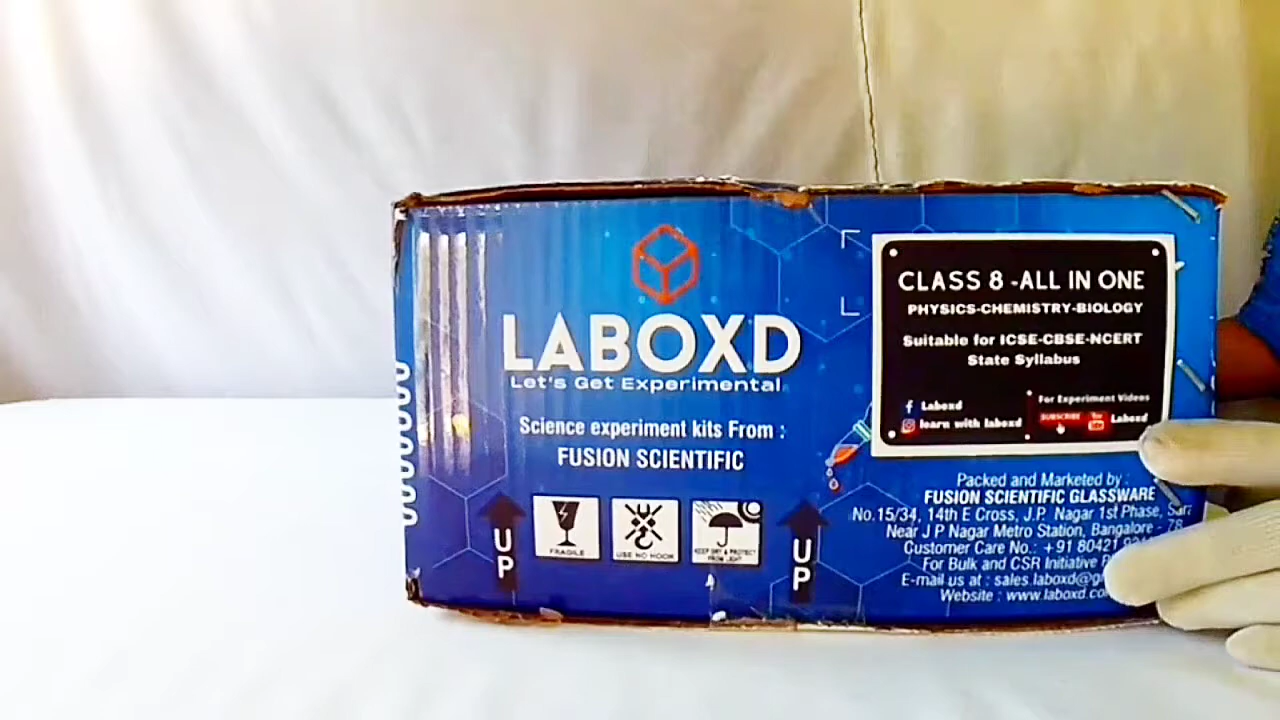 LABOXD
Let's Get Experimental
Science experiment kits From :
FUSION SCIENTIFIC
UP
FRAGILE
USE NO HOOK
KEEP DRY & PROTECT
FROM LIGHT
UP
CLASS 8 -ALL IN ONE
PHYSICS-CHEMISTRY-BIOLOGY
Suitable for ICSE-CBSE-NCERT
State Syllabus
Laboxd
learn with laboxd
For Experiment Videos
SUBSCRIBE
Laboxd
Packed and Marketed by :
FUSION SCIENTIFIC GLASSWARE
No.15/34, 14th E Cross, J.P. Nagar 1st Phase,
Near J P Nagar Metro Station, Bangalore - 78
Customer Care No.: +91 80421
For Bulk and CSR Initiative
E-mail us at : sales.laboxd@g
Website : www.laboxd.co